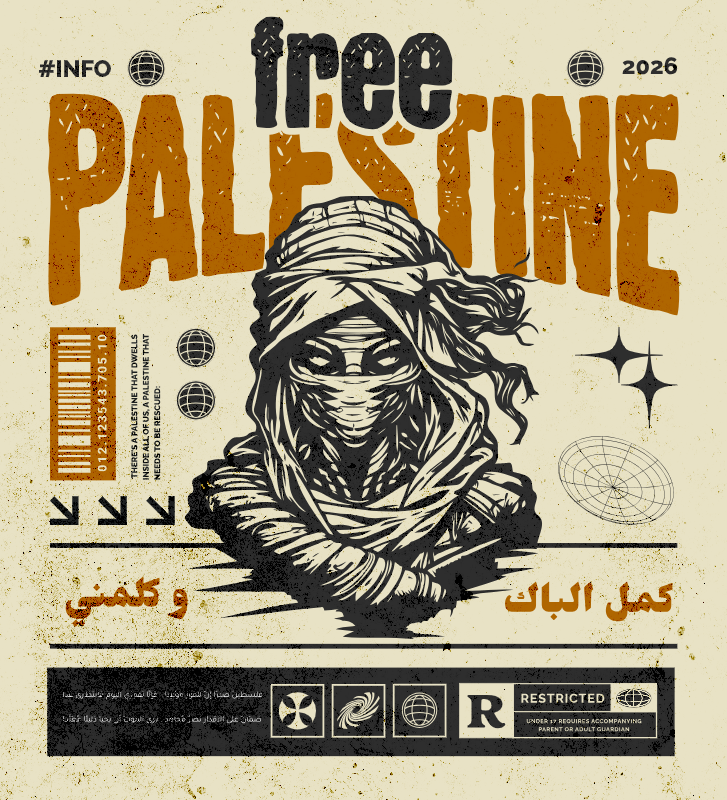 free
#INFO
2026
PALESTINE
012.123543.705.10
THERE'S A PALESTINE THAT DWELLS
INSIDE ALL OF US, A PALESTINE THAT
NEEDS TO BE RESCUED:
كمل الباك
و كلمني
R
RESTRICTED
UNDER 17 REQUIRES ACCOMPANYING
PARENT OR ADULT GUARDIAN